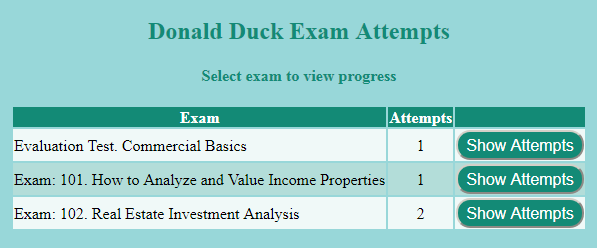 Donald Duck Exam Attempts
Select exam to view progress
Exam Attempts
Evaluation Test. Commercial Basics 1 Show Attempts
Exam: 101. How to Analyze and Value Income Properties 1 Show Attempts
Exam: 102. Real Estate Investment Analysis 2 Show Attempts